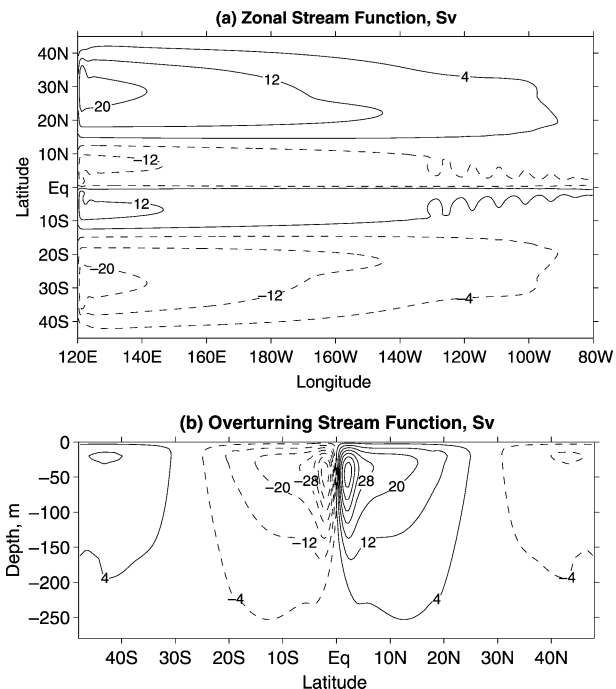 (a) Zonal Stream Function, Sv
40N
30N
20N
10N
Eq
10S
20S
30S
40S
Latitude
4
12
20
−12
12
−20
−12
−4
120E 140E 160E 180W 160W 140W 120W 100W 80W
Longitude
(b) Overturning Stream Function, Sv
0
−50
−100
−150
−200
−250
Depth, m
−20 −28 28 20
−12 12
4 −4 4 −4
40S 30S 20S 10S Eq 10N 20N 30N 40N
Latitude